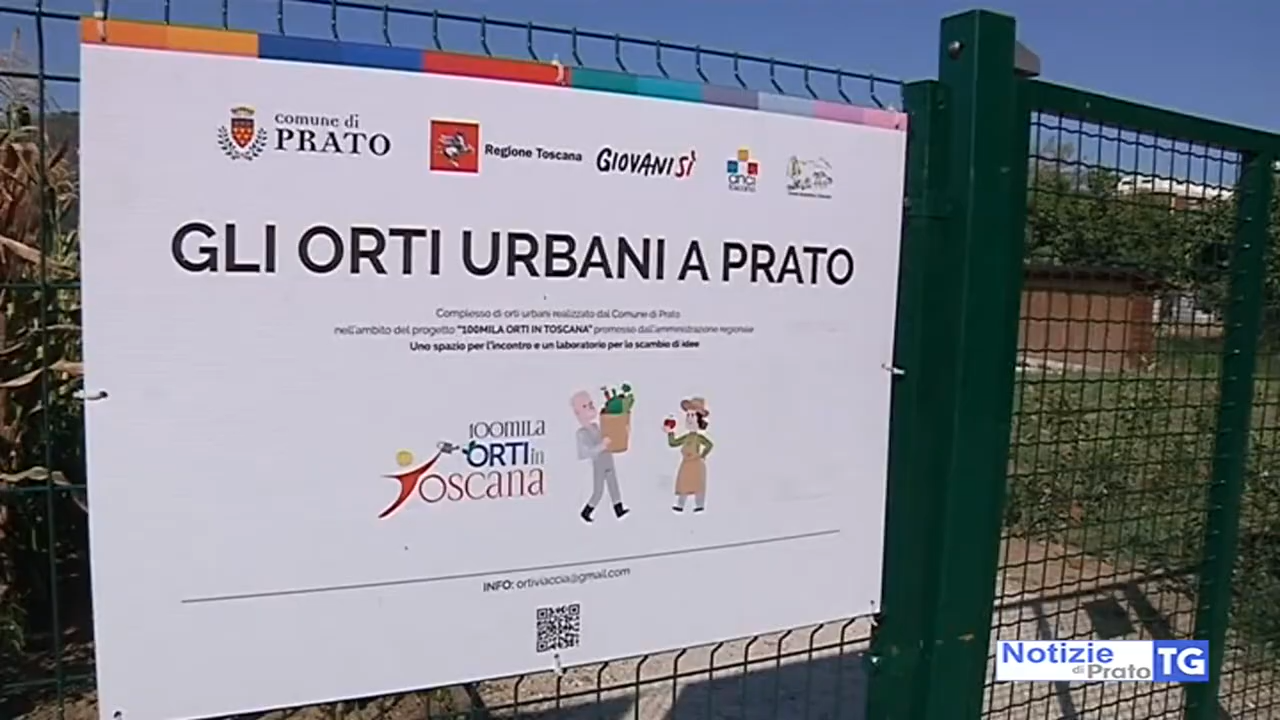 comune di
PRATO
Regione Toscana
GIOVANISÌ
anci
toscana
GLI ORTI URBANI A PRATO
Complesso di orti urbani realizzato dal Comune di Prato
nell'ambito del progetto "100MILA ORTI IN TOSCANA" promosso dall'amministrazione regionale
Uno spazio per l'incontro e un laboratorio per lo scambio di idee
100MILA
ORTI in
Toscana
INFO: ortiviaccia@gmail.com
Notizie
di Prato TG